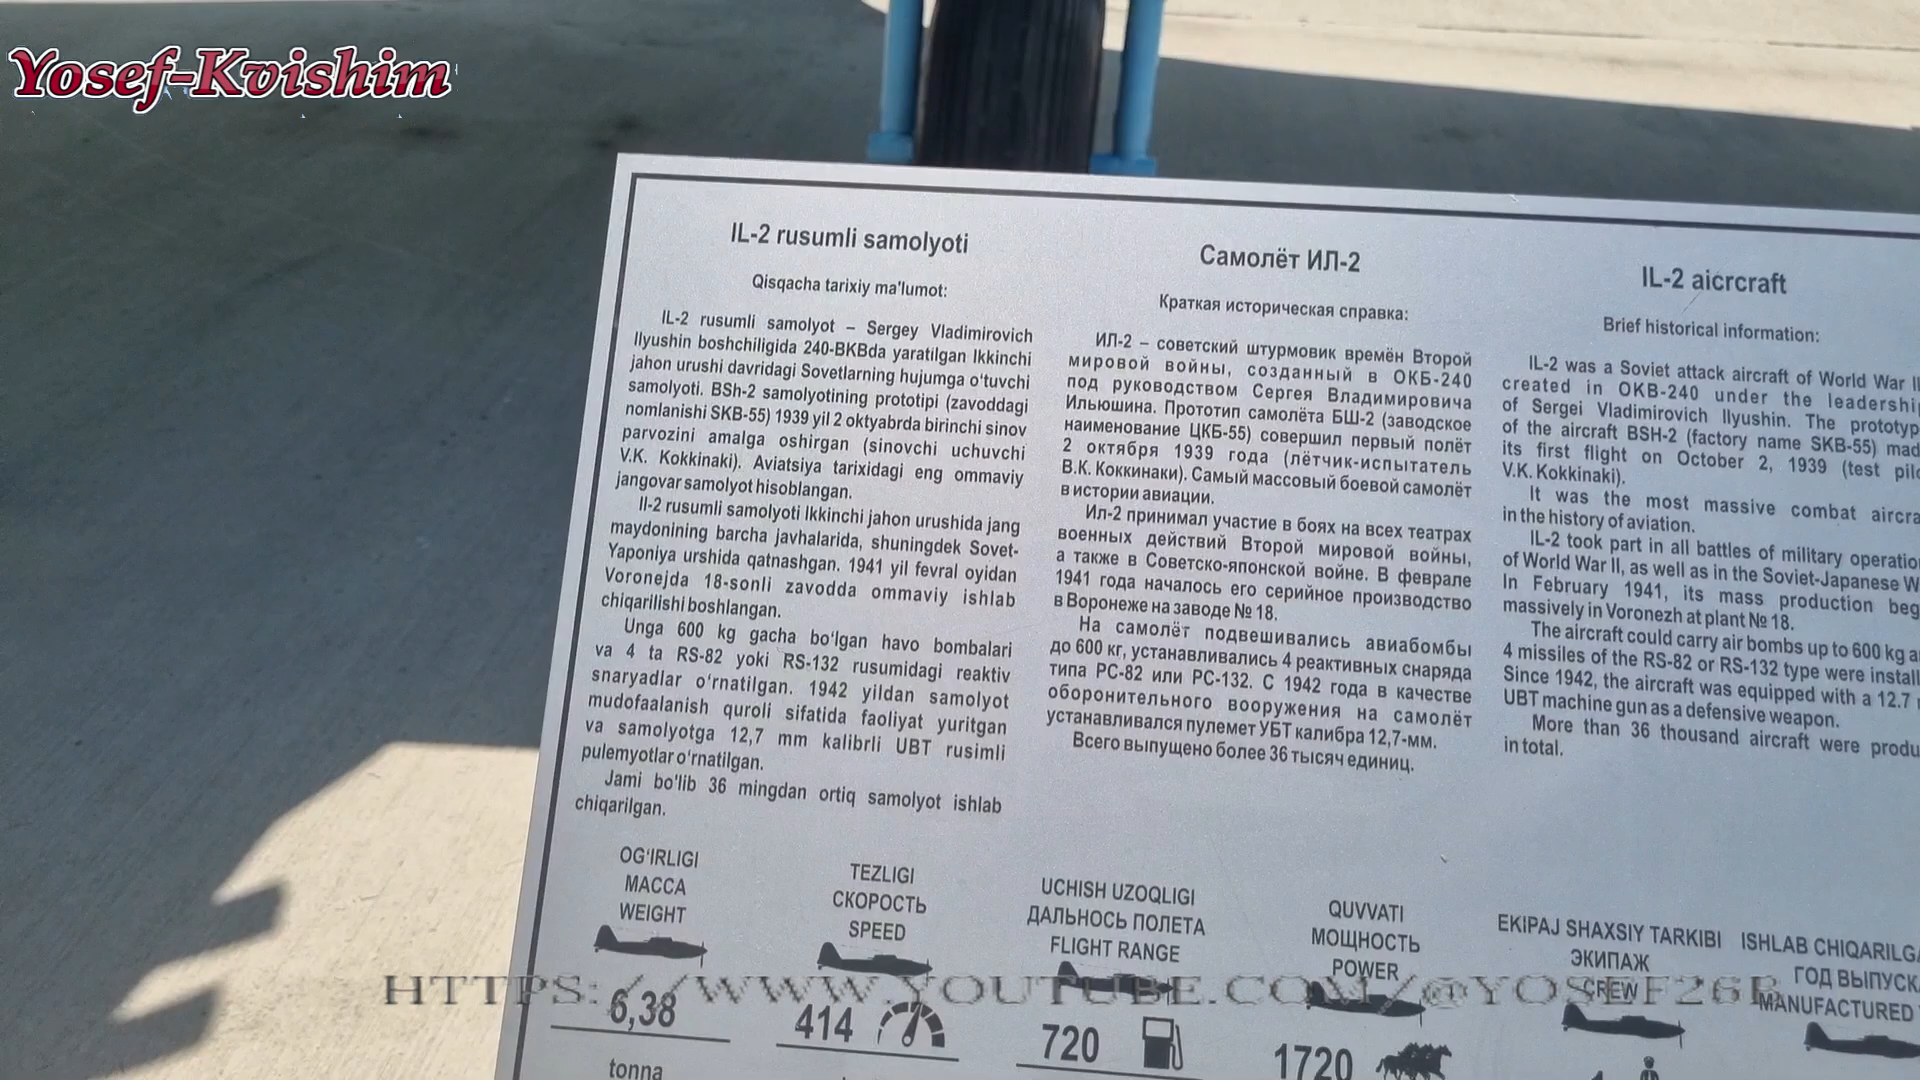 Yosef-Kvishim
IL-2 rusumli samolyoti
Qisqacha tarixiy ma'lumot:
IL-2 rusumli samolyot – Sergey Vladimirovich
Ilyushin boshchiligida 240-BKBda yaratilgan Ikkinchi
jahon urushi davridagi Sovetlarning hujumga o'tuvchi
samolyoti. BSh-2 samolyotining prototipi (zavoddagi
nomlanishi SKB-55) 1939 yil 2 oktyabrda birinchi sinov
parvozini amalga oshirgan (sinovchi uchuvchi
V.K. Kokkinaki). Aviatsiya tarixidagi eng ommaviy
jangovar samolyot hisoblangan.
Il-2 rusumli samolyoti Ikkinchi jahon urushida jang
maydonining barcha javhalarida, shuningdek Sovet-
Yaponiya urshida qatnashgan. 1941 yil fevral oyidan
Voronejda 18-sonli zavodda ommaviy ishlab
chiqarilishi boshlangan.
Unga 600 kg gacha bo'lgan havo bombalari
va 4 ta RS-82 yoki RS-132 rusumidagi reaktiv
snaryadlar o'rnatilgan. 1942 yildan samolyot
mudofaalanish quroli sifatida faoliyat yuritgan
va samolyotga 12,7 mm kalibrli UBT rusimli
pulemyotlar o'rnatilgan.
Jami bo'lib 36 mingdan ortiq samolyot ishlab
chiqarilgan.
Самолёт ИЛ-2
Краткая историческая справка:
ИЛ-2 – советский штурмовик времён Второй
мировой войны, созданный в ОКБ-240
под руководством Сергея Владимировича
Ильюшина. Прототип самолёта БШ-2 (заводское
наименование ЦКБ-55) совершил первый полёт
2 октября 1939 года (лётчик-испытатель
В.К. Коккинаки). Самый массовый боевой самолёт
в истории авиации.
Ил-2 принимал участие в боях на всех театрах
военных действий Второй мировой войны,
а также в Советско-японской войне. В феврале
1941 года началось его серийное производство
в Воронеже на заводе № 18.
На самолёт подвешивались авиабомбы
до 600 кг, устанавливались 4 реактивных снаряда
типа РС-82 или РС-132. С 1942 года в качестве
оборонительного вооружения на самолёт
устанавливался пулемет УБТ калибра 12,7-мм.
Всего выпущено более 36 тысяч единиц.
IL-2 aicrcraft
Brief historical information:
IL-2 was a Soviet attack aircraft of World War II
created in OKB-240 under the leadershi
of Sergei Vladimirovich Ilyushin. The prototyp
of the aircraft BSH-2 (factory name SKB-55) mad
its first flight on October 2, 1939 (test pilo
V.K. Kokkinaki).
It was the most massive combat aircra
in the history of aviation.
IL-2 took part in all battles of military operation
of World War II, as well as in the Soviet-Japanese W
In February 1941, its mass production beg
massively in Voronezh at plant № 18.
The aircraft could carry air bombs up to 600 kg a
4 missiles of the RS-82 or RS-132 type were install
Since 1942, the aircraft was equipped with a 12.7
UBT machine gun as a defensive weapon.
More than 36 thousand aircraft were produ
in total.
OG'IRLIGI
МАССА
WEIGHT
6,38
tonna
TEZLIGI
СКОРОСТЬ
SPEED
414
UCHISH UZOQLIGI
ДАЛЬНОСЬ ПОЛЕТА
FLIGHT RANGE
720
QUVVATI
МОЩНОСТЬ
POWER
1720
EKIPAJ SHAXSIY TARKIBI
ЭКИПАЖ
CREW
ISHLAB CHIQARILGA
ГОД ВЫПУСКА
MANUFACTURED
HTTPS://WWW.YOUTUBE.COM/@YOSEF26R